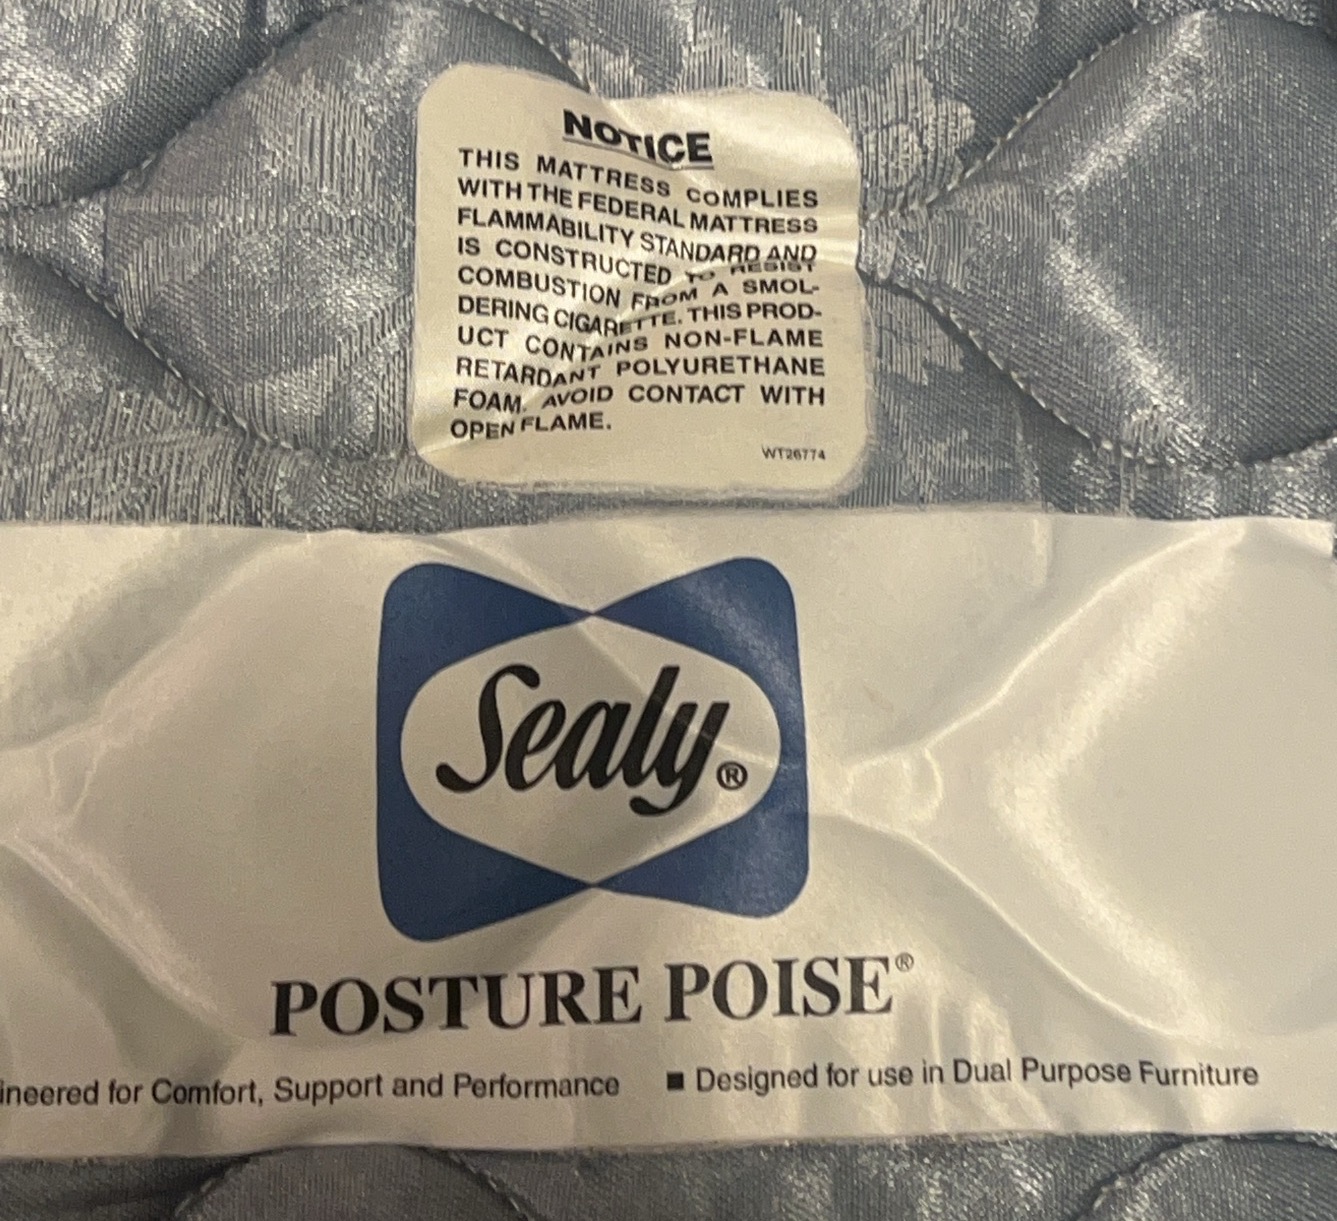 NOTICE
THIS MATTRESS COMPLIES
WITH THE FEDERAL MATTRESS
FLAMMABILITY STANDARD AND
IS CONSTRUCTED TO RESIST
COMBUSTION FROM A SMOL-
DERING CIGARETTE. THIS PROD-
UCT CONTAINS NON-FLAME
RETARDANT POLYURETHANE
FOAM. AVOID CONTACT WITH
OPEN FLAME.
WT26774
Sealy®
POSTURE POISE®
ineered for Comfort, Support and Performance ■ Designed for use in Dual Purpose Furniture